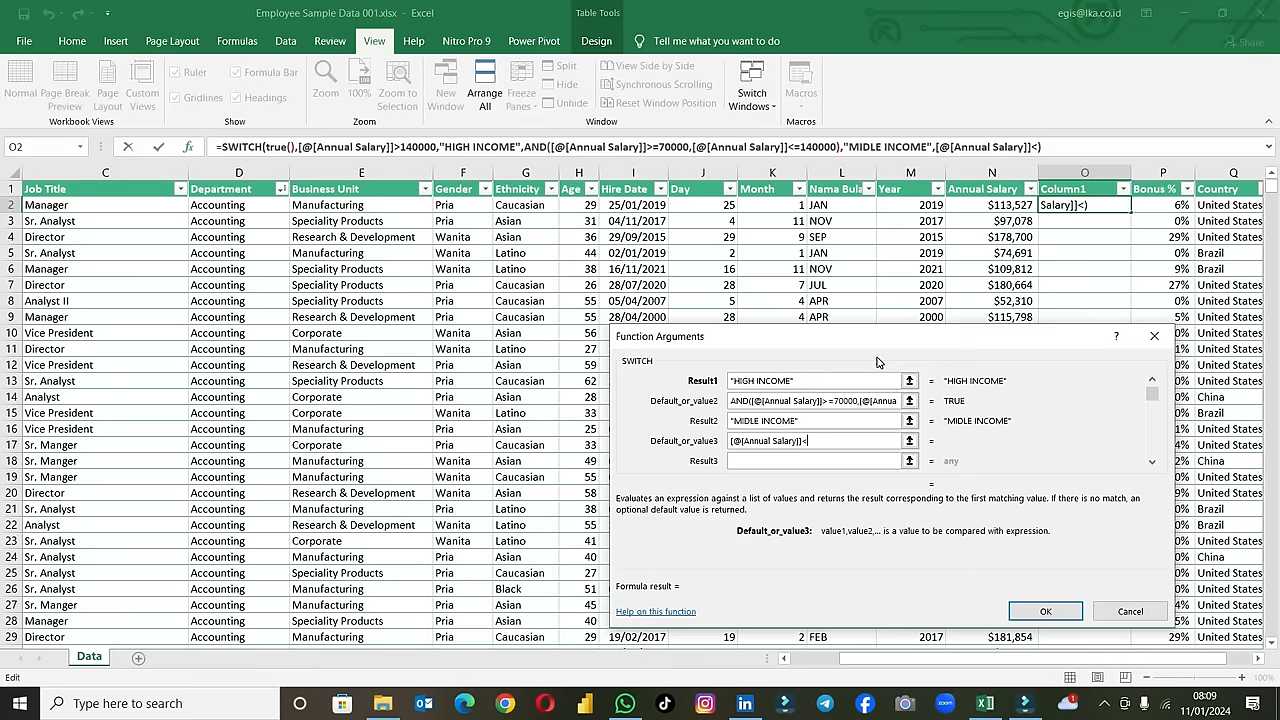 Employee Sample Data 001.xlsx - Excel
Table Tools
egis@lka.co.id
File Home Insert Page Layout Formulas Data Review View Help Nitro Pro 9 Power Pivot Design Tell me what you want to do Share
Normal Page Break Preview Page Layout Custom Views
Workbook Views
Ruler Formula Bar
Gridlines Headings
Show
Zoom 100% Zoom to Selection
Zoom
New Window Arrange All Freeze Panes
Split
Hide
Unhide
View Side by Side
Synchronous Scrolling
Reset Window Position
Window
Switch Windows
Macros
Macros
O2 fx =SWITCH(true(),[@[Annual Salary]]>140000,"HIGH INCOME",AND([@[Annual Salary]]>=70000,[@[Annual Salary]]<=140000),"MIDLE INCOME",[@[Annual Salary]]<)
C D E F G H I J K L M N O P Q
1 Job Title Department Business Unit Gender Ethnicity Age Hire Date Day Month Nama Bula Year Annual Salary Column1 Bonus % Country
2 Manager Accounting Manufacturing Pria Caucasian 29 25/01/2019 25 1 JAN 2019 $113,527 Salary]]<) 6% United States
3 Sr. Analyst Accounting Speciality Products Pria Asian 31 04/11/2017 4 11 NOV 2017 $97,078 0% United States
4 Director Accounting Research & Development Wanita Asian 36 29/09/2015 29 9 SEP 2015 $178,700 29% United States
5 Sr. Analyst Accounting Manufacturing Wanita Latino 44 02/01/2019 2 1 JAN 2019 $74,691 0% Brazil
6 Manager Accounting Speciality Products Wanita Latino 38 16/11/2021 16 11 NOV 2021 $109,812 9% Brazil
7 Director Accounting Speciality Products Pria Asian 36 28/07/2020 28 7 JUL 2020 $180,664 27% United States
8 Analyst II Accounting Speciality Products Pria Caucasian 55 05/04/2007 5 4 APR 2007 $52,310 0% United States
9 Manager Accounting Research & Development Pria Caucasian 55 28/04/2000 28 4 APR 2000 $115,798 5% United States
10 Vice President Accounting Corporate Wanita Asian 56 United States
11 Director Accounting Manufacturing Wanita Latino 27 1% United States
12 Vice President Accounting Research & Development Pria Asian 59 United States
13 Sr. Analyst Accounting Speciality Products Pria Caucasian 62 United States
14 Analyst Accounting Research & Development Wanita Asian 55 0% China
15 Vice President Accounting Manufacturing Wanita Latino 33 United States
16 Vice President Accounting Manufacturing Wanita Caucasian 31 1% United States
17 Sr. Manger Accounting Corporate Wanita Latino 45 Brazil
18 Sr. Manger Accounting Manufacturing Wanita Asian 38 2% China
19 Sr. Manger Accounting Manufacturing Wanita Asian 55 United States
20 Director Accounting Research & Development Wanita Asian 58 9% United States
21 Sr. Analyst Accounting Manufacturing Pria Latino 38 0% United States
22 Analyst Accounting Research & Development Wanita Asian 55 0% Brazil
23 Sr. Analyst Accounting Corporate Wanita Latino 41 0% United States
24 Sr. Analyst Accounting Manufacturing Pria Asian 40 0% China
25 Sr. Analyst Accounting Speciality Products Pria Caucasian 27 United States
26 Sr. Analyst Accounting Manufacturing Pria Black 51 0% United States
27 Sr. Manger Accounting Manufacturing Pria Asian 45 4% United States
28 Manager Accounting Speciality Products Pria Asian 40 United States
29 Director Accounting Manufacturing Pria Caucasian 29 19/02/2017 19 2 FEB 2017 $181,854 29% United States
Function Arguments ?
SWITCH
Result1 "HIGH INCOME" = "HIGH INCOME"
Default_or_value2 AND([@[Annual Salary]]>=70000,[@[Annua = TRUE
Result2 "MIDLE INCOME" = "MIDLE INCOME"
Default_or_value3 [@[Annual Salary]]< =
Result3 = any
=
Evaluates an expression against a list of values and returns the result corresponding to the first matching value. If there is no match, an
optional default value is returned.
Default_or_value3: value1,value2,... is a value to be compared with expression.
Formula result =
Help on this function
OK Cancel
Data
Edit 100%
Type here to search
zoom
08:09
11/01/2024